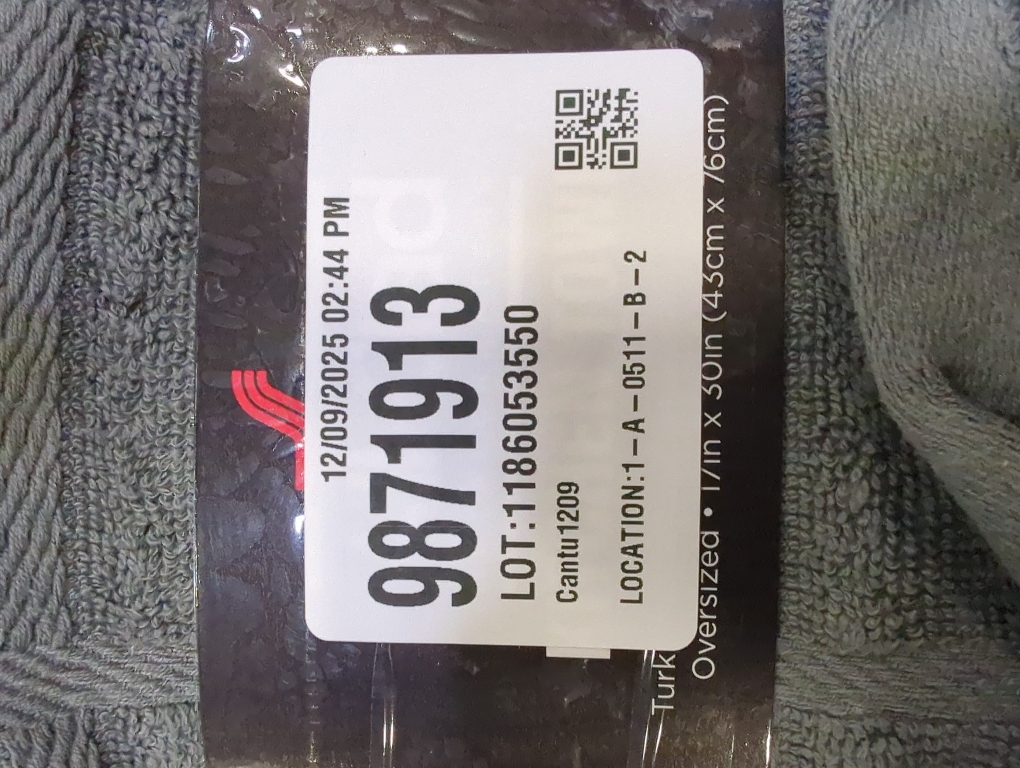 12/09/2025 02:44 PM
9871913
LOT:1186053550
Cantu1209
LOCATION:1-A-0511-B-2
Turk
Oversized • 17in x 30in (43cm x 76cm)